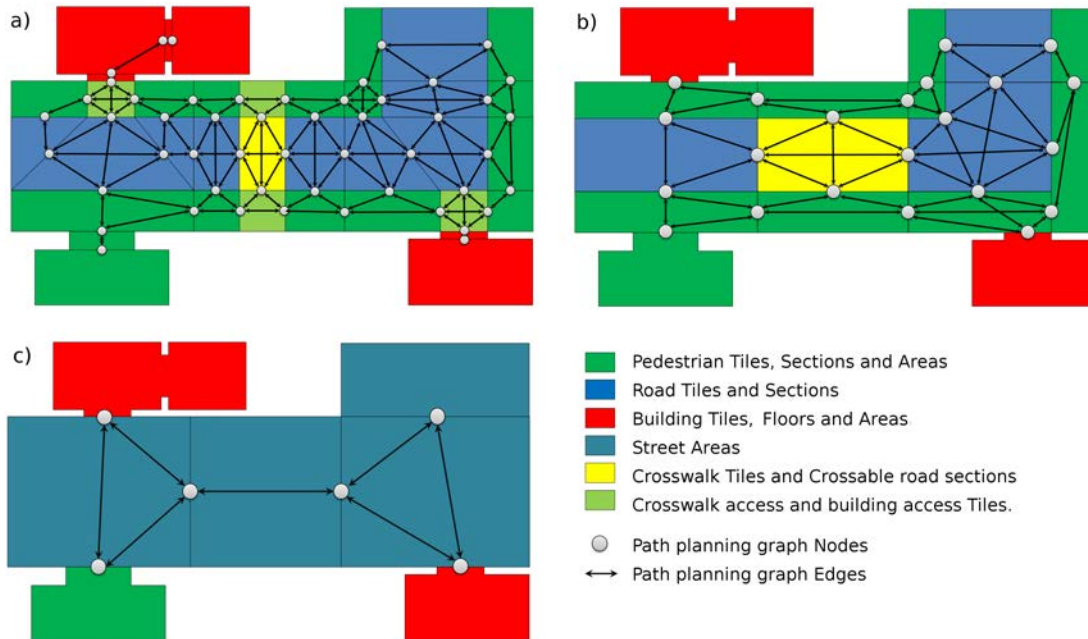 a)
b)
c)
Pedestrian Tiles, Sections and Areas
Road Tiles and Sections
Building Tiles, Floors and Areas
Street Areas
Crosswalk Tiles and Crossable road sections
Crosswalk access and building access Tiles.
Path planning graph Nodes
Path planning graph Edges